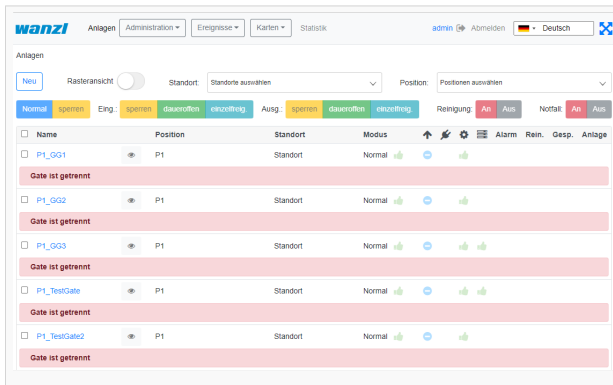 wanzl Anlagen Administration Ereignisse Karten Statistik admin Abmelden Deutsch
Anlagen
Neu Rasteransicht Standort: Standorte auswählen Position: Positionen auswählen
Normal sperren Eing.: sperren daueroffen einzelfreig. Ausg.: sperren daueroffen einzelfreig. Reinigung: An Aus Notfall: An Aus
Name Position Standort Modus Alarm Rein. Gesp. Anlage
P1_GG1 P1 Standort Normal
Gate ist getrennt
P1_GG2 P1 Standort Normal
Gate ist getrennt
P1_GG3 P1 Standort Normal
Gate ist getrennt
P1_TestGate P1 Standort Normal
Gate ist getrennt
P1_TestGate2 P1 Standort Normal
Gate ist getrennt